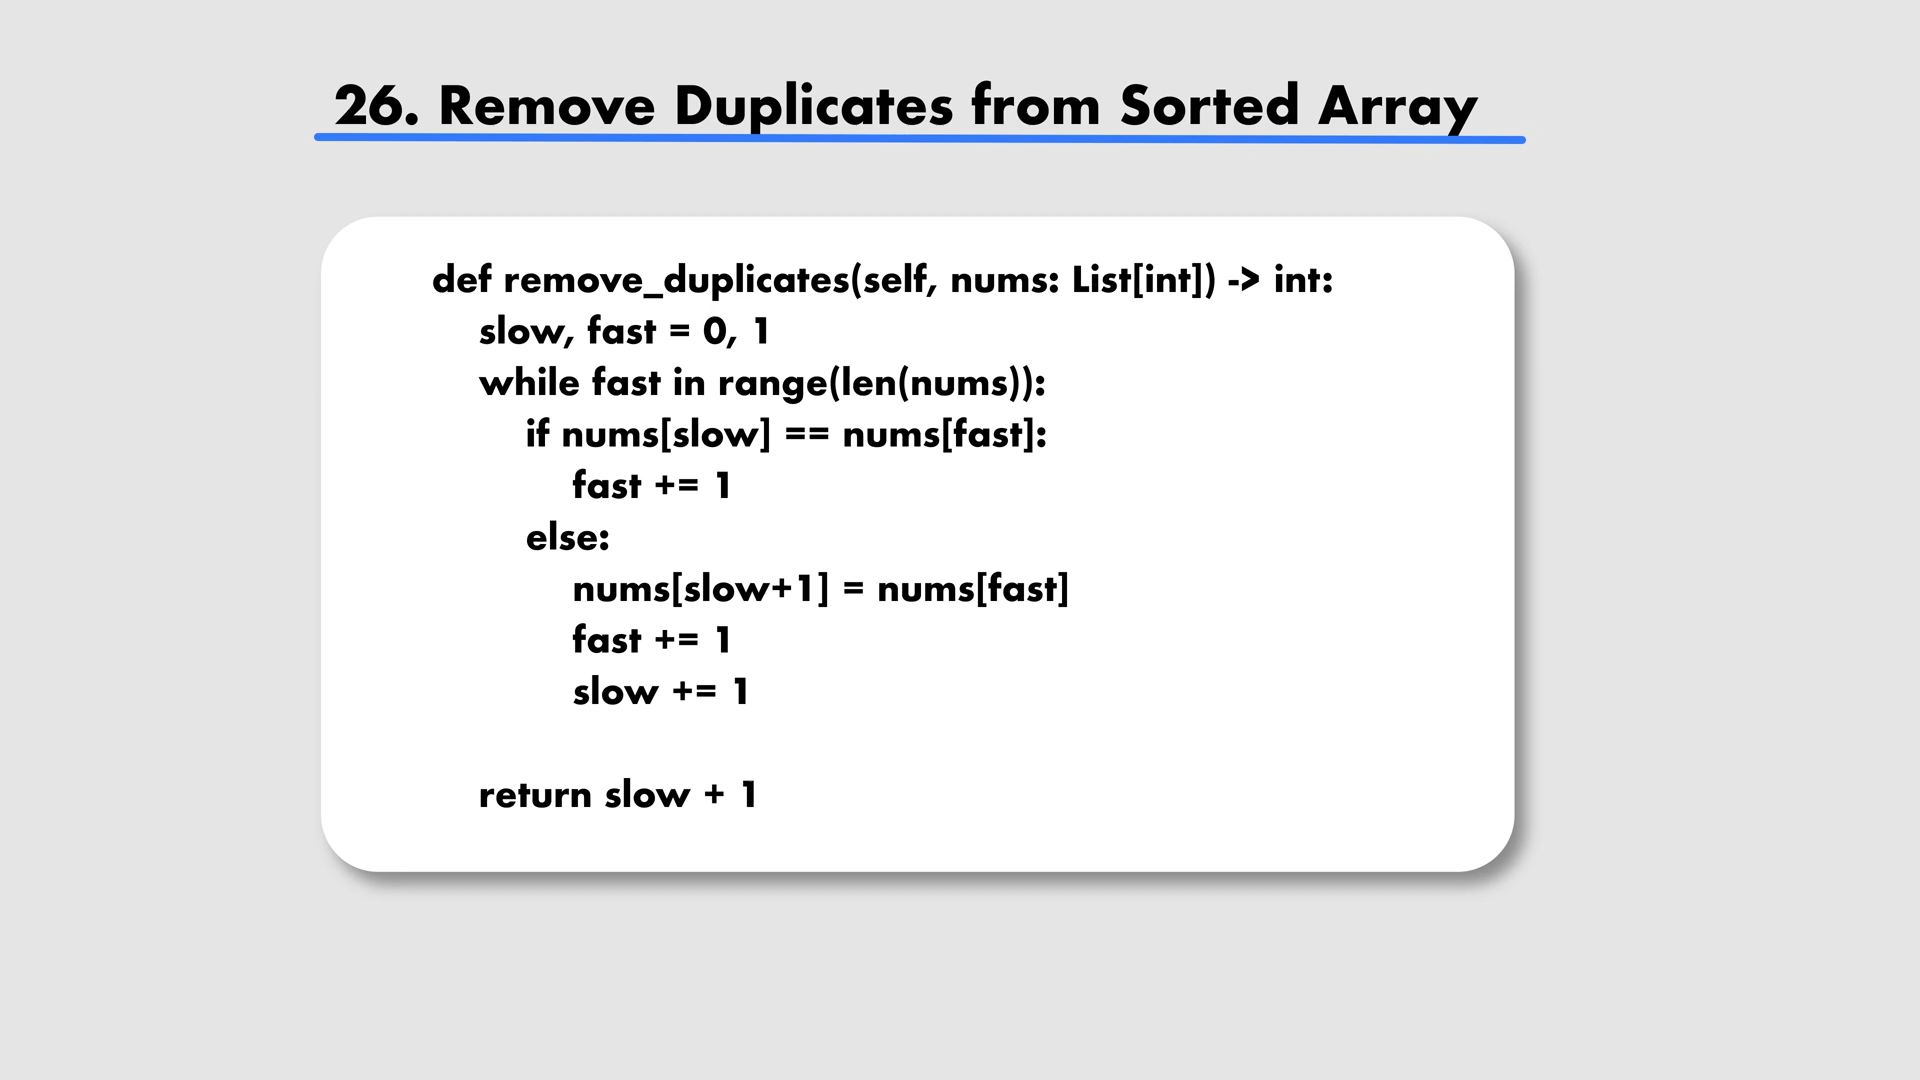 26. Remove Duplicates from Sorted Array
def remove_duplicates(self, nums: List[int]) -> int:
slow, fast = 0, 1
while fast in range(len(nums)):
if nums[slow] == nums[fast]:
fast += 1
else:
nums[slow+1] = nums[fast]
fast += 1
slow += 1
return slow + 1